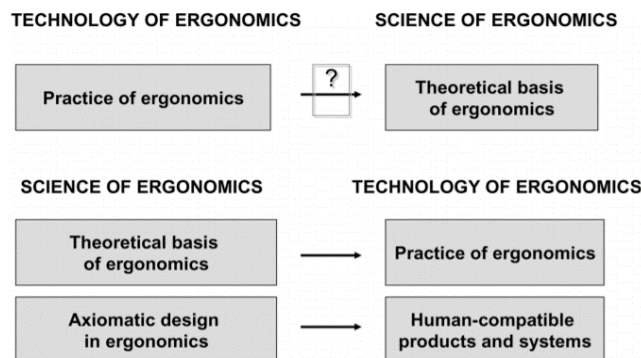 TECHNOLOGY OF ERGONOMICS
SCIENCE OF ERGONOMICS
Practice of ergonomics
?
Theoretical basis
of ergonomics
SCIENCE OF ERGONOMICS
TECHNOLOGY OF ERGONOMICS
Theoretical basis
of ergonomics
Practice of ergonomics
Axiomatic design
in ergonomics
Human-compatible
products and systems